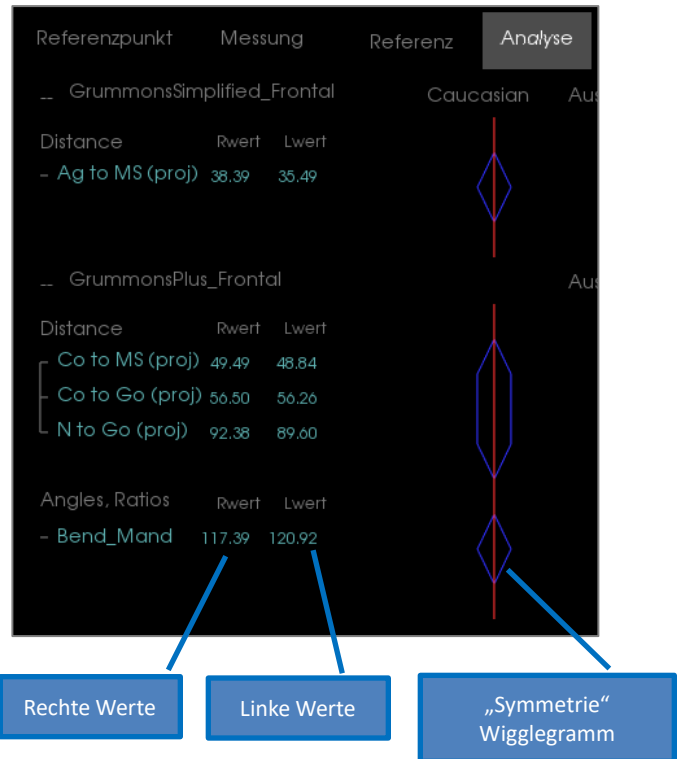 Referenzpunkt Messung Referenz Analyse
-- GrummonsSimplified_Frontal Caucasian Aus
Distance Rwert Lwert
- Ag to MS (proj) 38.39 35.49
-- GrummonsPlus_Frontal Aus
Distance Rwert Lwert
Co to MS (proj) 49.49 48.84
Co to Go (proj) 56.50 56.26
N to Go (proj) 92.38 89.60
Angles, Ratios Rwert Lwert
- Bend_Mand 117.39 120.92
Rechte Werte
Linke Werte
„Symmetrie“
Wigglegramm